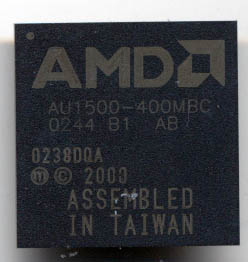 AMD
AU1500-400MBC
0244 B1 AB
0238DQA
Ⓜ © 2000
ASSEMBLED
IN TAIWAN